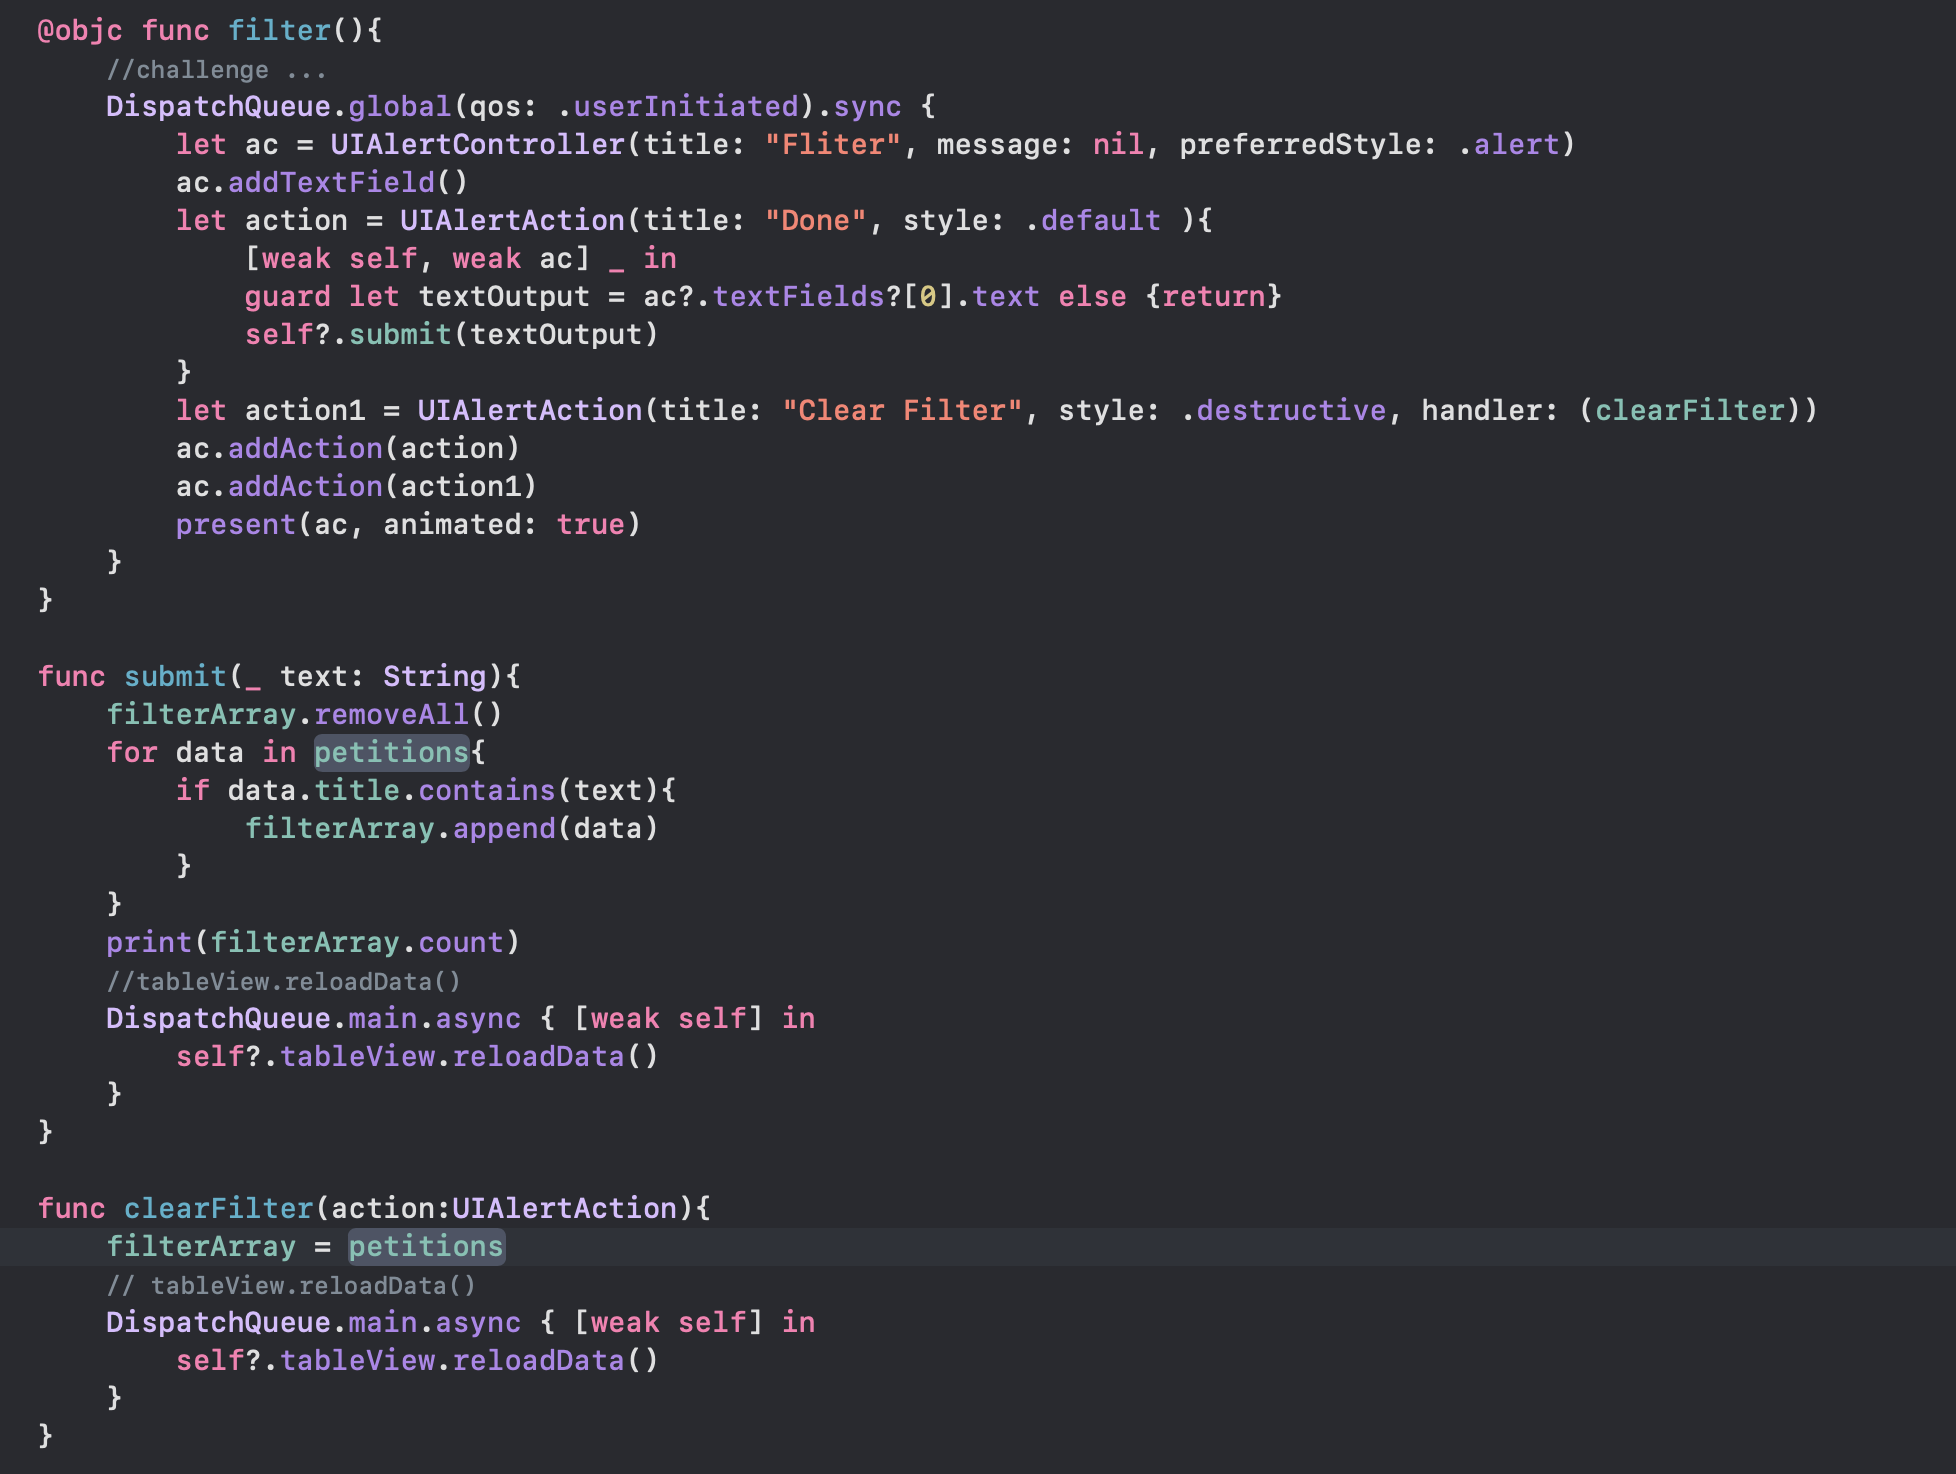 @objc func filter(){
//challenge ...
DispatchQueue.global(qos: .userInitiated).sync {
let ac = UIAlertController(title: "Fliter", message: nil, preferredStyle: .alert)
ac.addTextField()
let action = UIAlertAction(title: "Done", style: .default ){
[weak self, weak ac] _ in
guard let textOutput = ac?.textFields?[0].text else {return}
self?.submit(textOutput)
}
let action1 = UIAlertAction(title: "Clear Filter", style: .destructive, handler: (clearFilter))
ac.addAction(action)
ac.addAction(action1)
present(ac, animated: true)
}
}
func submit(_ text: String){
filterArray.removeAll()
for data in petitions{
if data.title.contains(text){
filterArray.append(data)
}
}
print(filterArray.count)
//tableView.reloadData()
DispatchQueue.main.async { [weak self] in
self?.tableView.reloadData()
}
}
func clearFilter(action:UIAlertAction){
filterArray = petitions
// tableView.reloadData()
DispatchQueue.main.async { [weak self] in
self?.tableView.reloadData()
}
}